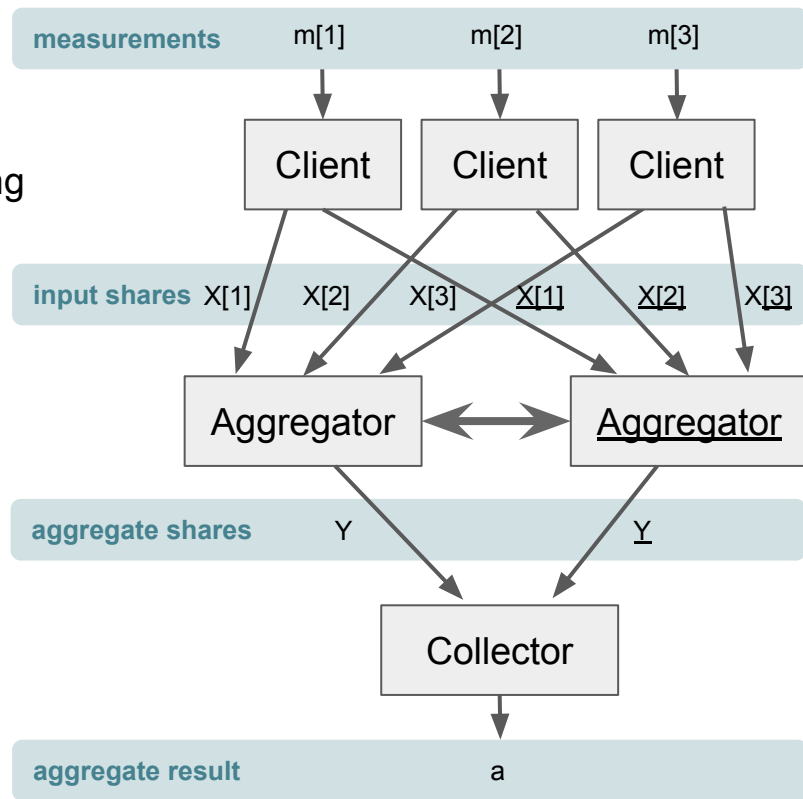 measurements m[1] m[2] m[3]
Client Client Client
input shares X[1] X[2] X[3] X[1] X[2] X[3]
Aggregator Aggregator
aggregate shares Y Y
Collector
aggregate result a